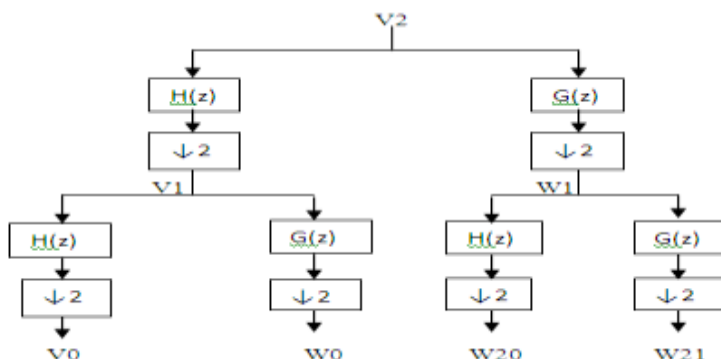 V2
H(z) G(z)
↓ 2 ↓ 2
V1 W1
H(z) G(z) H(z) G(z)
↓ 2 ↓ 2 ↓ 2 ↓ 2
V0 W0 W20 W21